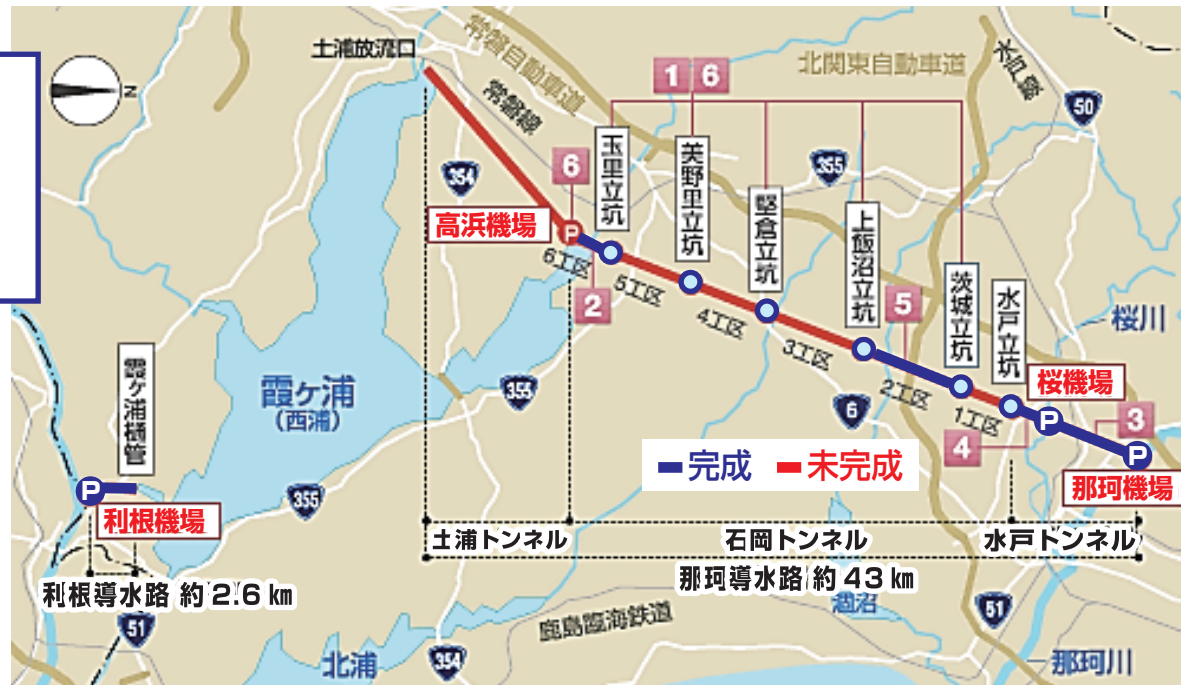 土浦放流口
常磐自動車道
常磐線
北関東自動車道
水戸線
N
1
6
50
354
6
355
玉里立坑
美野里立坑
堅倉立坑
上飯沼立坑
茨城立坑
水戸立坑
高浜機場
P
6工区
5工区
4工区
3工区
2工区
1工区
2
5
桜川
桜機場
P
3
4
6
那珂機場
P
霞ヶ浦
(西浦)
355
霞ヶ浦樋管
完成
未完成
P
利根機場
355
土浦トンネル
石岡トンネル
水戸トンネル
那珂導水路 約 43 ㎞
利根導水路 約 2.6 ㎞
涸沼
51
51
鹿島臨海鉄道
北浦
354
那珂川